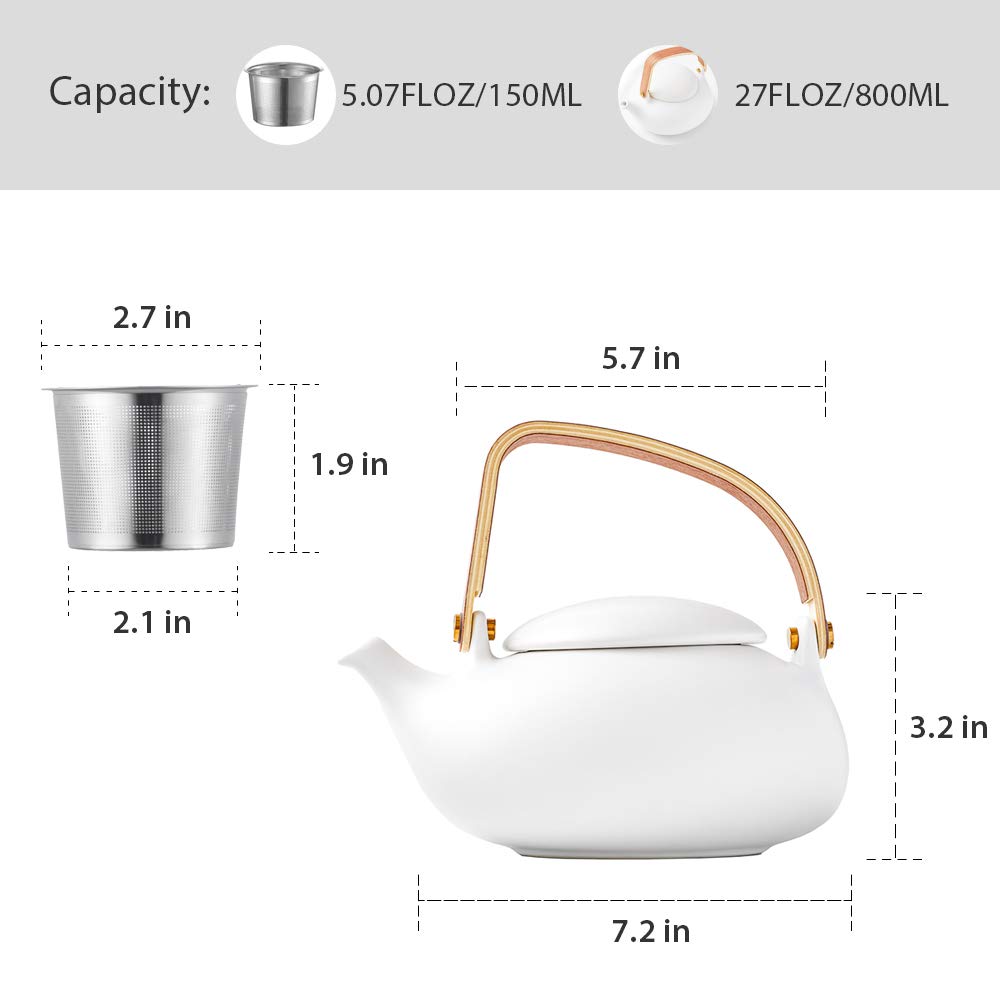 Capacity: 5.07FLOZ/150ML 27FLOZ/800ML
2.7 in
5.7 in
1.9 in
2.1 in
3.2 in
7.2 in